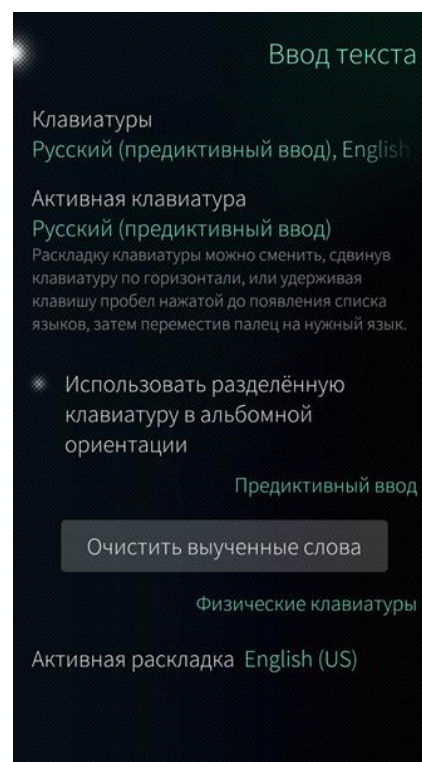 Ввод текста
Клавиатуры
Русский (предиктивный ввод), English
Активная клавиатура
Русский (предиктивный ввод)
Раскладку клавиатуры можно сменить, сдвинув
клавиатуру по горизонтали, или удерживая
клавишу пробел нажатой до появления списка
языков, затем переместив палец на нужный язык.
Использовать разделённую
клавиатуру в альбомной
ориентации
Предиктивный ввод
Очистить выученные слова
Физические клавиатуры
Активная раскладка English (US)